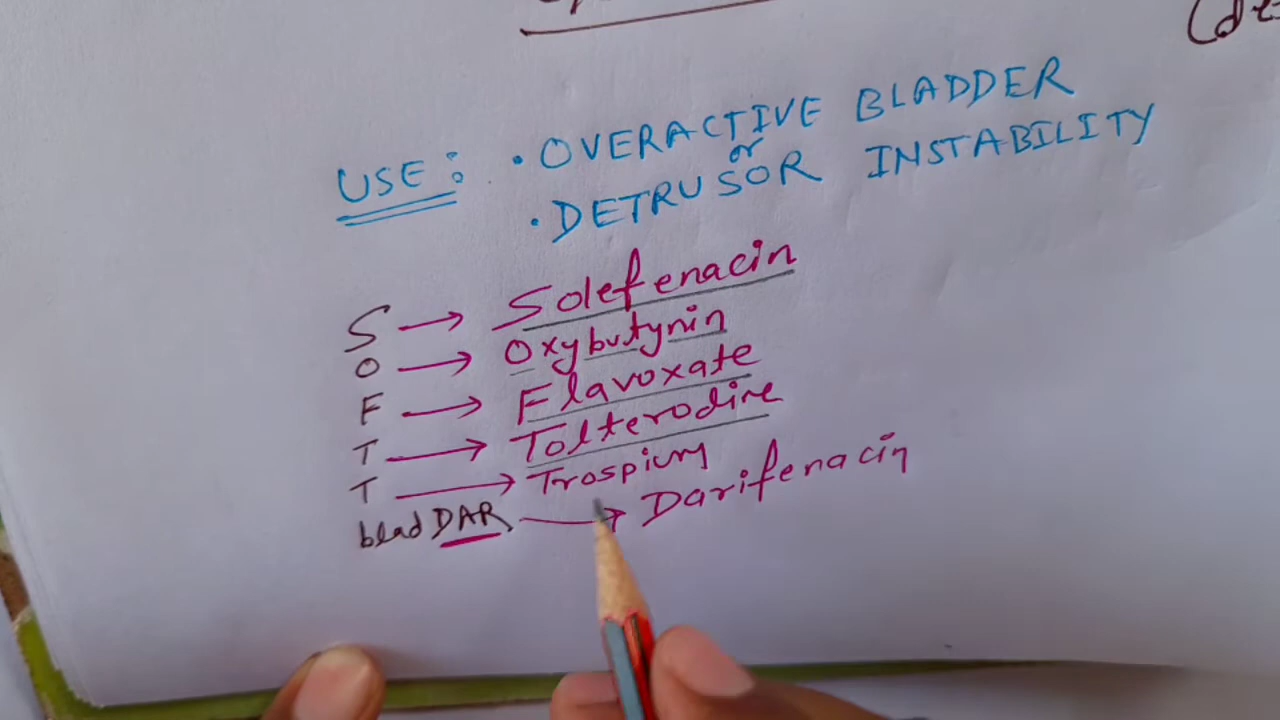 USE : • OVERACTIVE BLADDER
or
• DETRUSOR INSTABILITY
S → Solefenacin
O → Oxybutynin
F → Flavoxate
T → Tolterodine
T → Trospium
bladDAR → Darifenacin